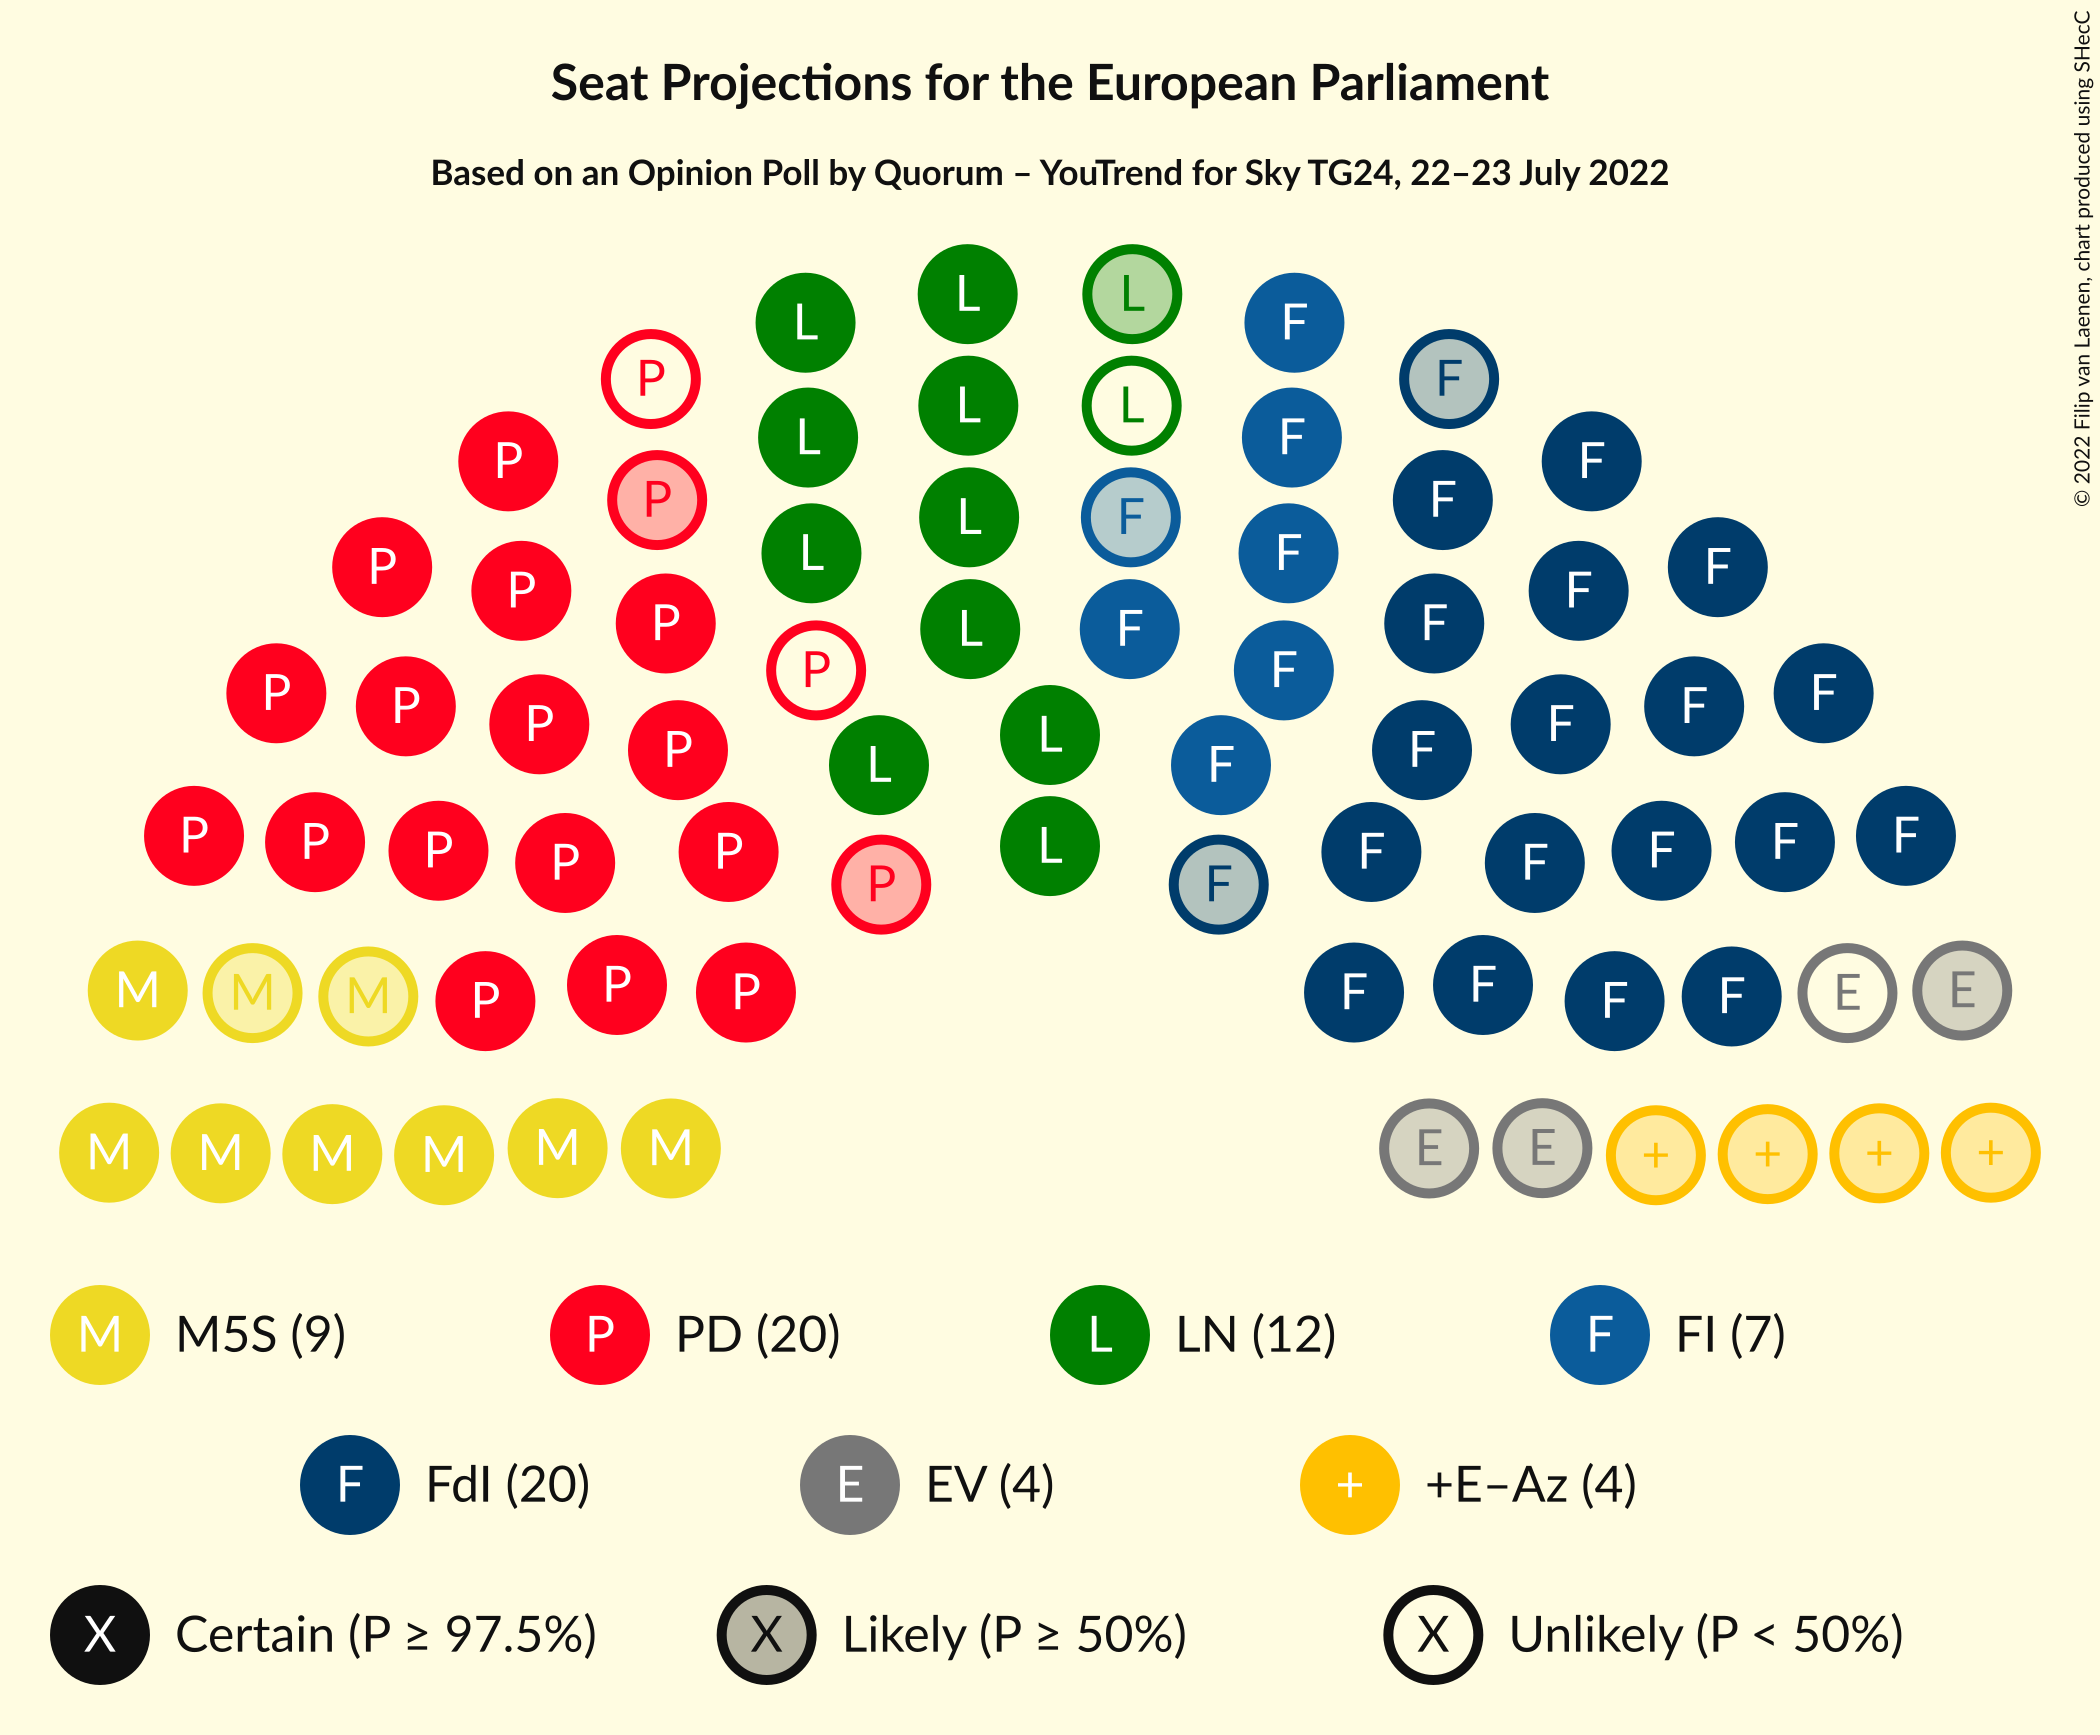 Seat Projections for the European Parliament
Based on an Opinion Poll by Quorum – YouTrend for Sky TG24, 22–23 July 2022
© 2022 Filip van Laenen, chart produced using SHecC
L L
L F
P F
L L
L F
P F
P F
L F
L F
P F
P F
P F
L F
P F
P F
P F
P F
P F
L
L F
P F
P F
P F
P F
L
P F
M M M P P P F F F F E E
M M M M M M E E + + + +
M M5S (9) P PD (20) L LN (12) F FI (7)
F FdI (20) E EV (4) + +E–Az (4)
X Certain (P ≥ 97.5%) X Likely (P ≥ 50%) X Unlikely (P < 50%)